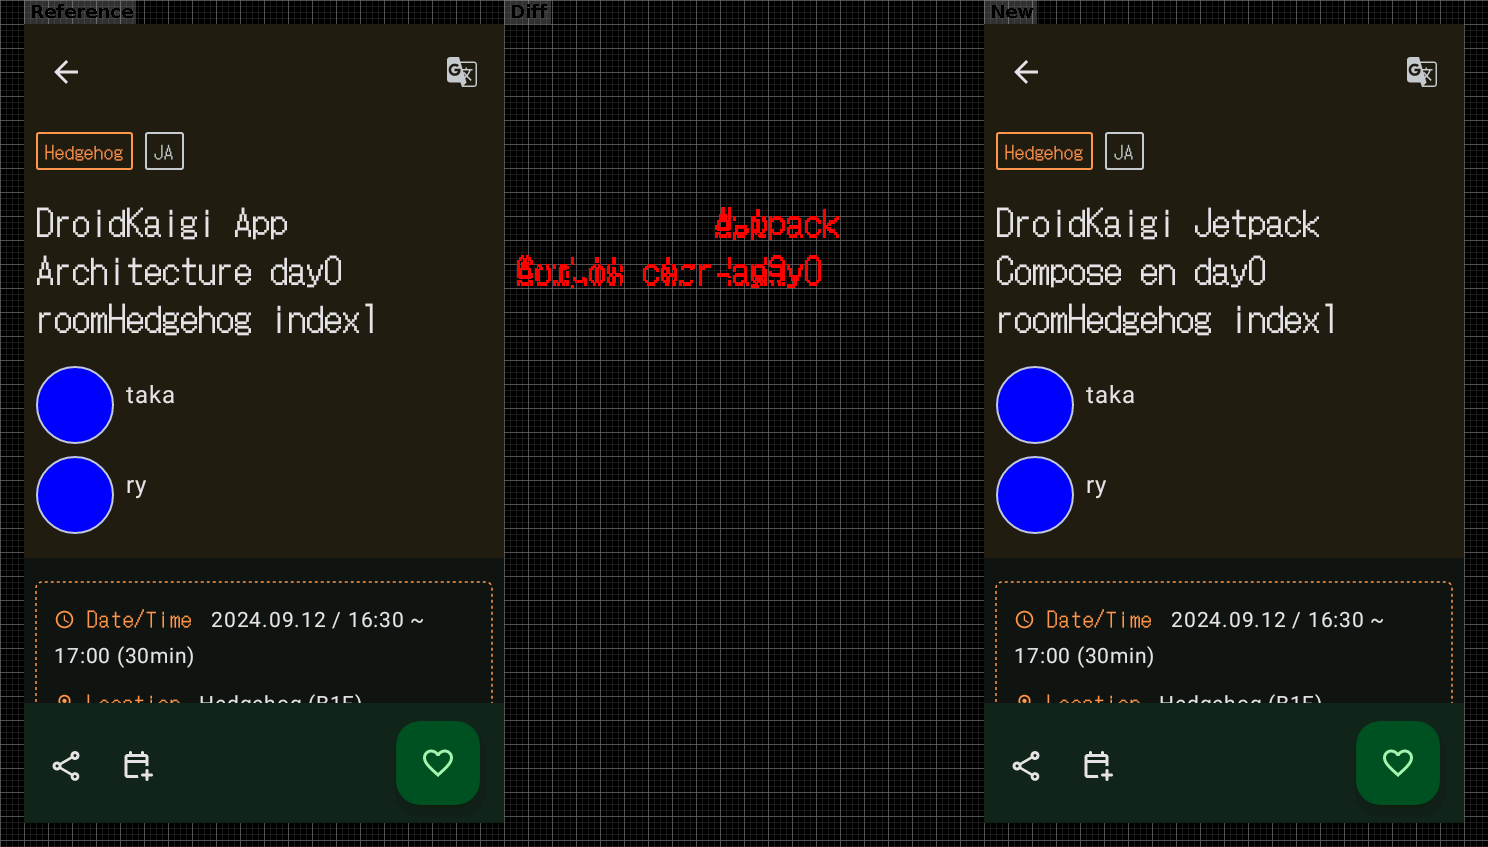 Reference
Diff
New
Hedgehog
JA
DroidKaigi App
Architecture day0
roomHedgehog index1
taka
ry
Date/Time 2024.09.12 / 16:30 ~
17:00 (30min)
Location Hedgehog (B1F)
Hedgehog
JA
DroidKaigi Jetpack
Compose en day0
roomHedgehog index1
taka
ry
Date/Time 2024.09.12 / 16:30 ~
17:00 (30min)
Location Hedgehog (B1F)